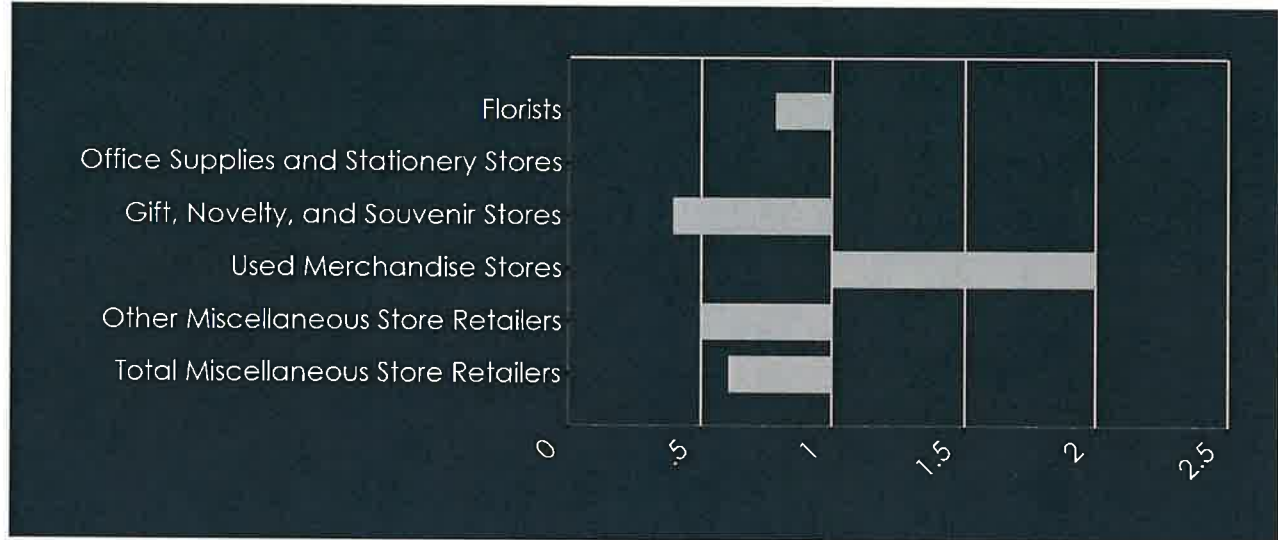 Florists
Office Supplies and Stationery Stores
Gift, Novelty, and Souvenir Stores
Used Merchandise Stores
Other Miscellaneous Store Retailers
Total Miscellaneous Store Retailers
0 .5 1 1.5 2 2.5